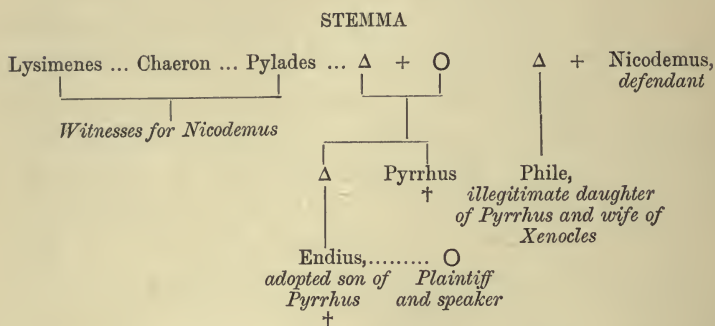 STEMMA
Lysimenes ... Chaeron ... Pylades ... Δ + O Δ + Nicodemus,
defendant
Witnesses for Nicodemus
Δ Pyrrhus Phile,
† illegitimate daughter
of Pyrrhus and wife of
Xenocles
Endius,......... O
adopted son of Plaintiff
Pyrrhus and speaker
†